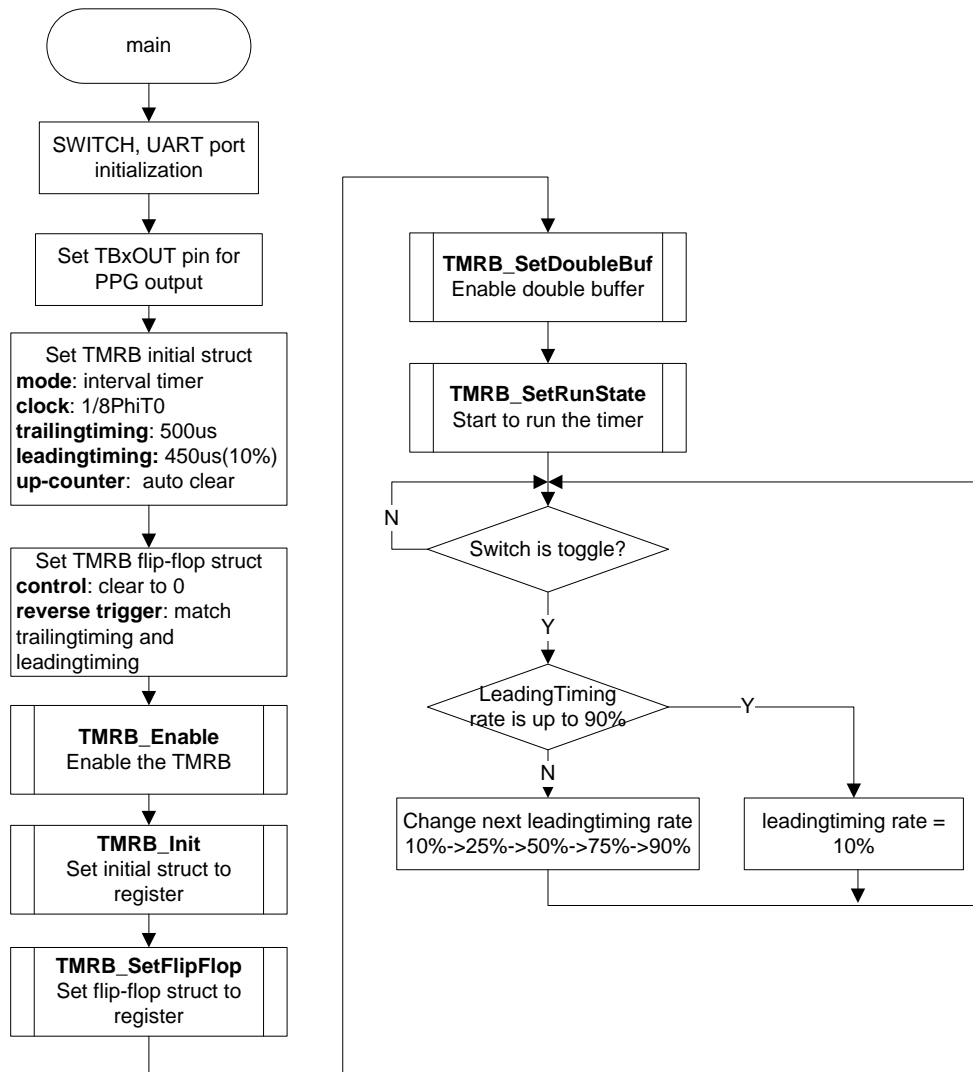 main
SWITCH, UART port
initialization
Set TBxOUT pin for
PPG output
Set TMRB initial struct
mode: interval timer
clock: 1/8PhiT0
trailingtiming: 500us
leadingtiming: 450us(10%)
up-counter:  auto clear
Set TMRB flip-flop struct
control: clear to 0
reverse trigger: match
trailingtiming and
leadingtiming
TMRB_Enable
Enable the TMRB
TMRB_Init
Set initial struct to
register
TMRB_SetFlipFlop
Set flip-flop struct to
register
TMRB_SetDoubleBuf
Enable double buffer
TMRB_SetRunState
Start to run the timer
N
Switch is toggle?
Y
LeadingTiming
rate is up to 90%
Y
N
Change next leadingtiming rate
10%->25%->50%->75%->90%
leadingtiming rate =
10%